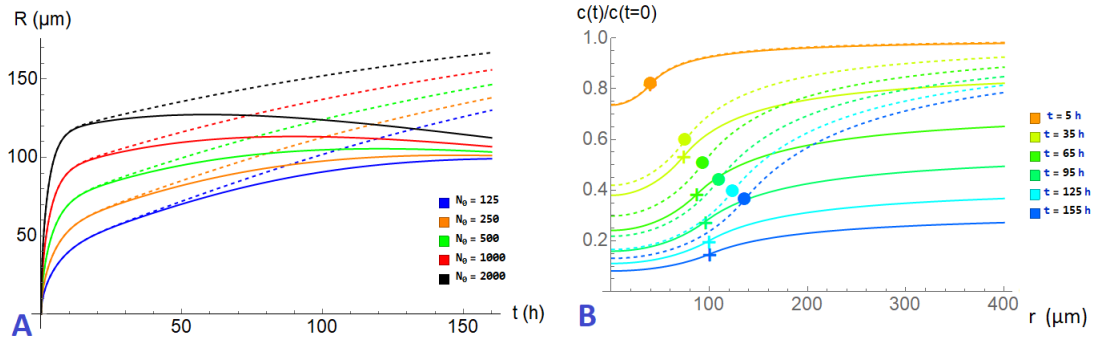 R (μm)
150
100
50
50
100
150
t (h)
N₀ = 125
N₀ = 250
N₀ = 500
N₀ = 1000
N₀ = 2000
A
c(t)/c(t=0)
1.0
0.8
0.6
0.4
0.2
0
100
200
300
400
r (μm)
t = 5 h
t = 35 h
t = 65 h
t = 95 h
t = 125 h
t = 155 h
B